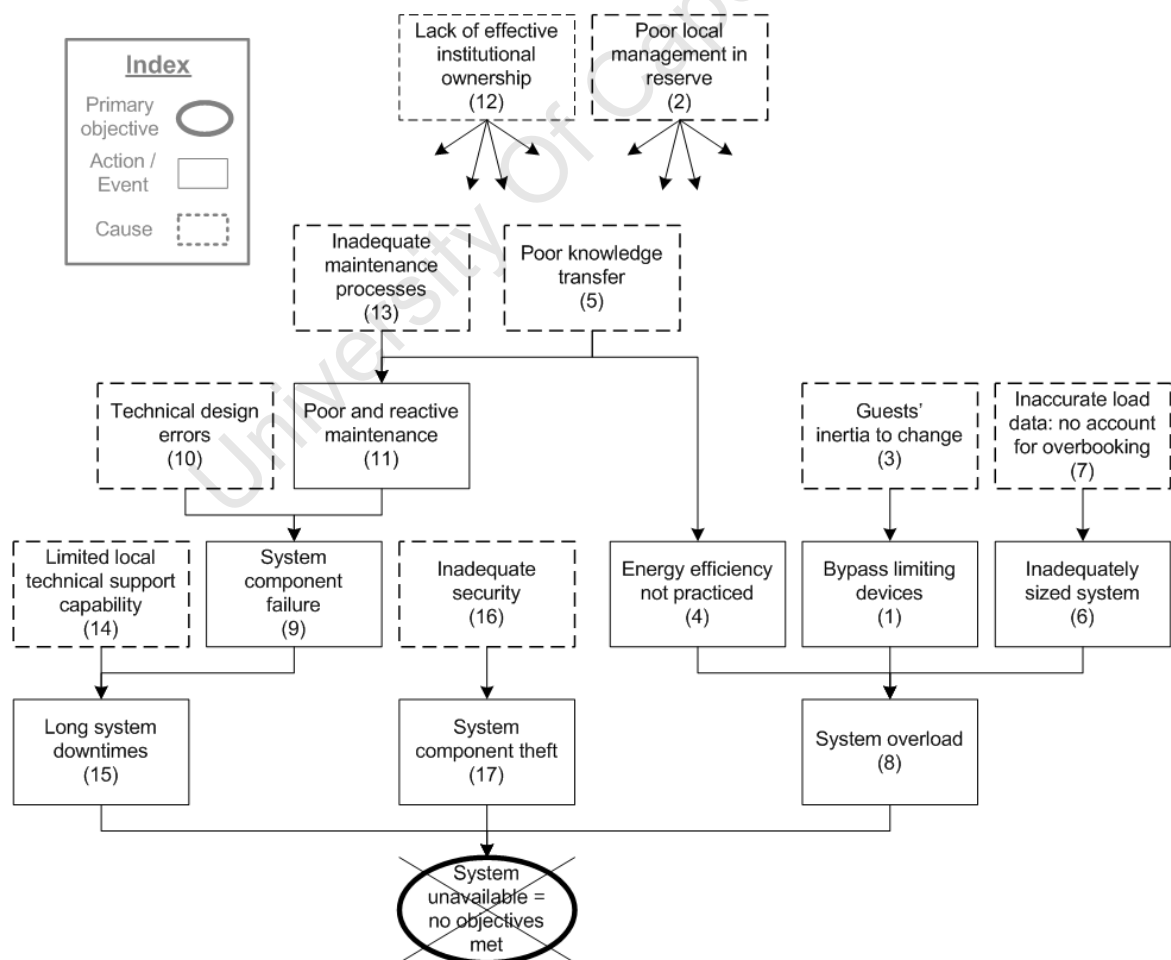 Lack of effective
institutional
ownership
(12)
Poor local
management in
reserve
(2)
Index
Primary
objective
Action /
Event
Cause
Inadequate
maintenance
processes
(13)
Poor knowledge
transfer
(5)
Technical design
errors
(10)
Poor and reactive
maintenance
(11)
Guests'
inertia to change
(3)
Inaccurate load
data: no account
for overbooking
(7)
Limited local
technical support
capability
(14)
System
component
failure
(9)
Inadequate
security
(16)
Energy efficiency
not practiced
(4)
Bypass limiting
devices
(1)
Inadequately
sized system
(6)
Long system
downtimes
(15)
System
component theft
(17)
System overload
(8)
System
unavailable =
no objectives
met
University Of Cape